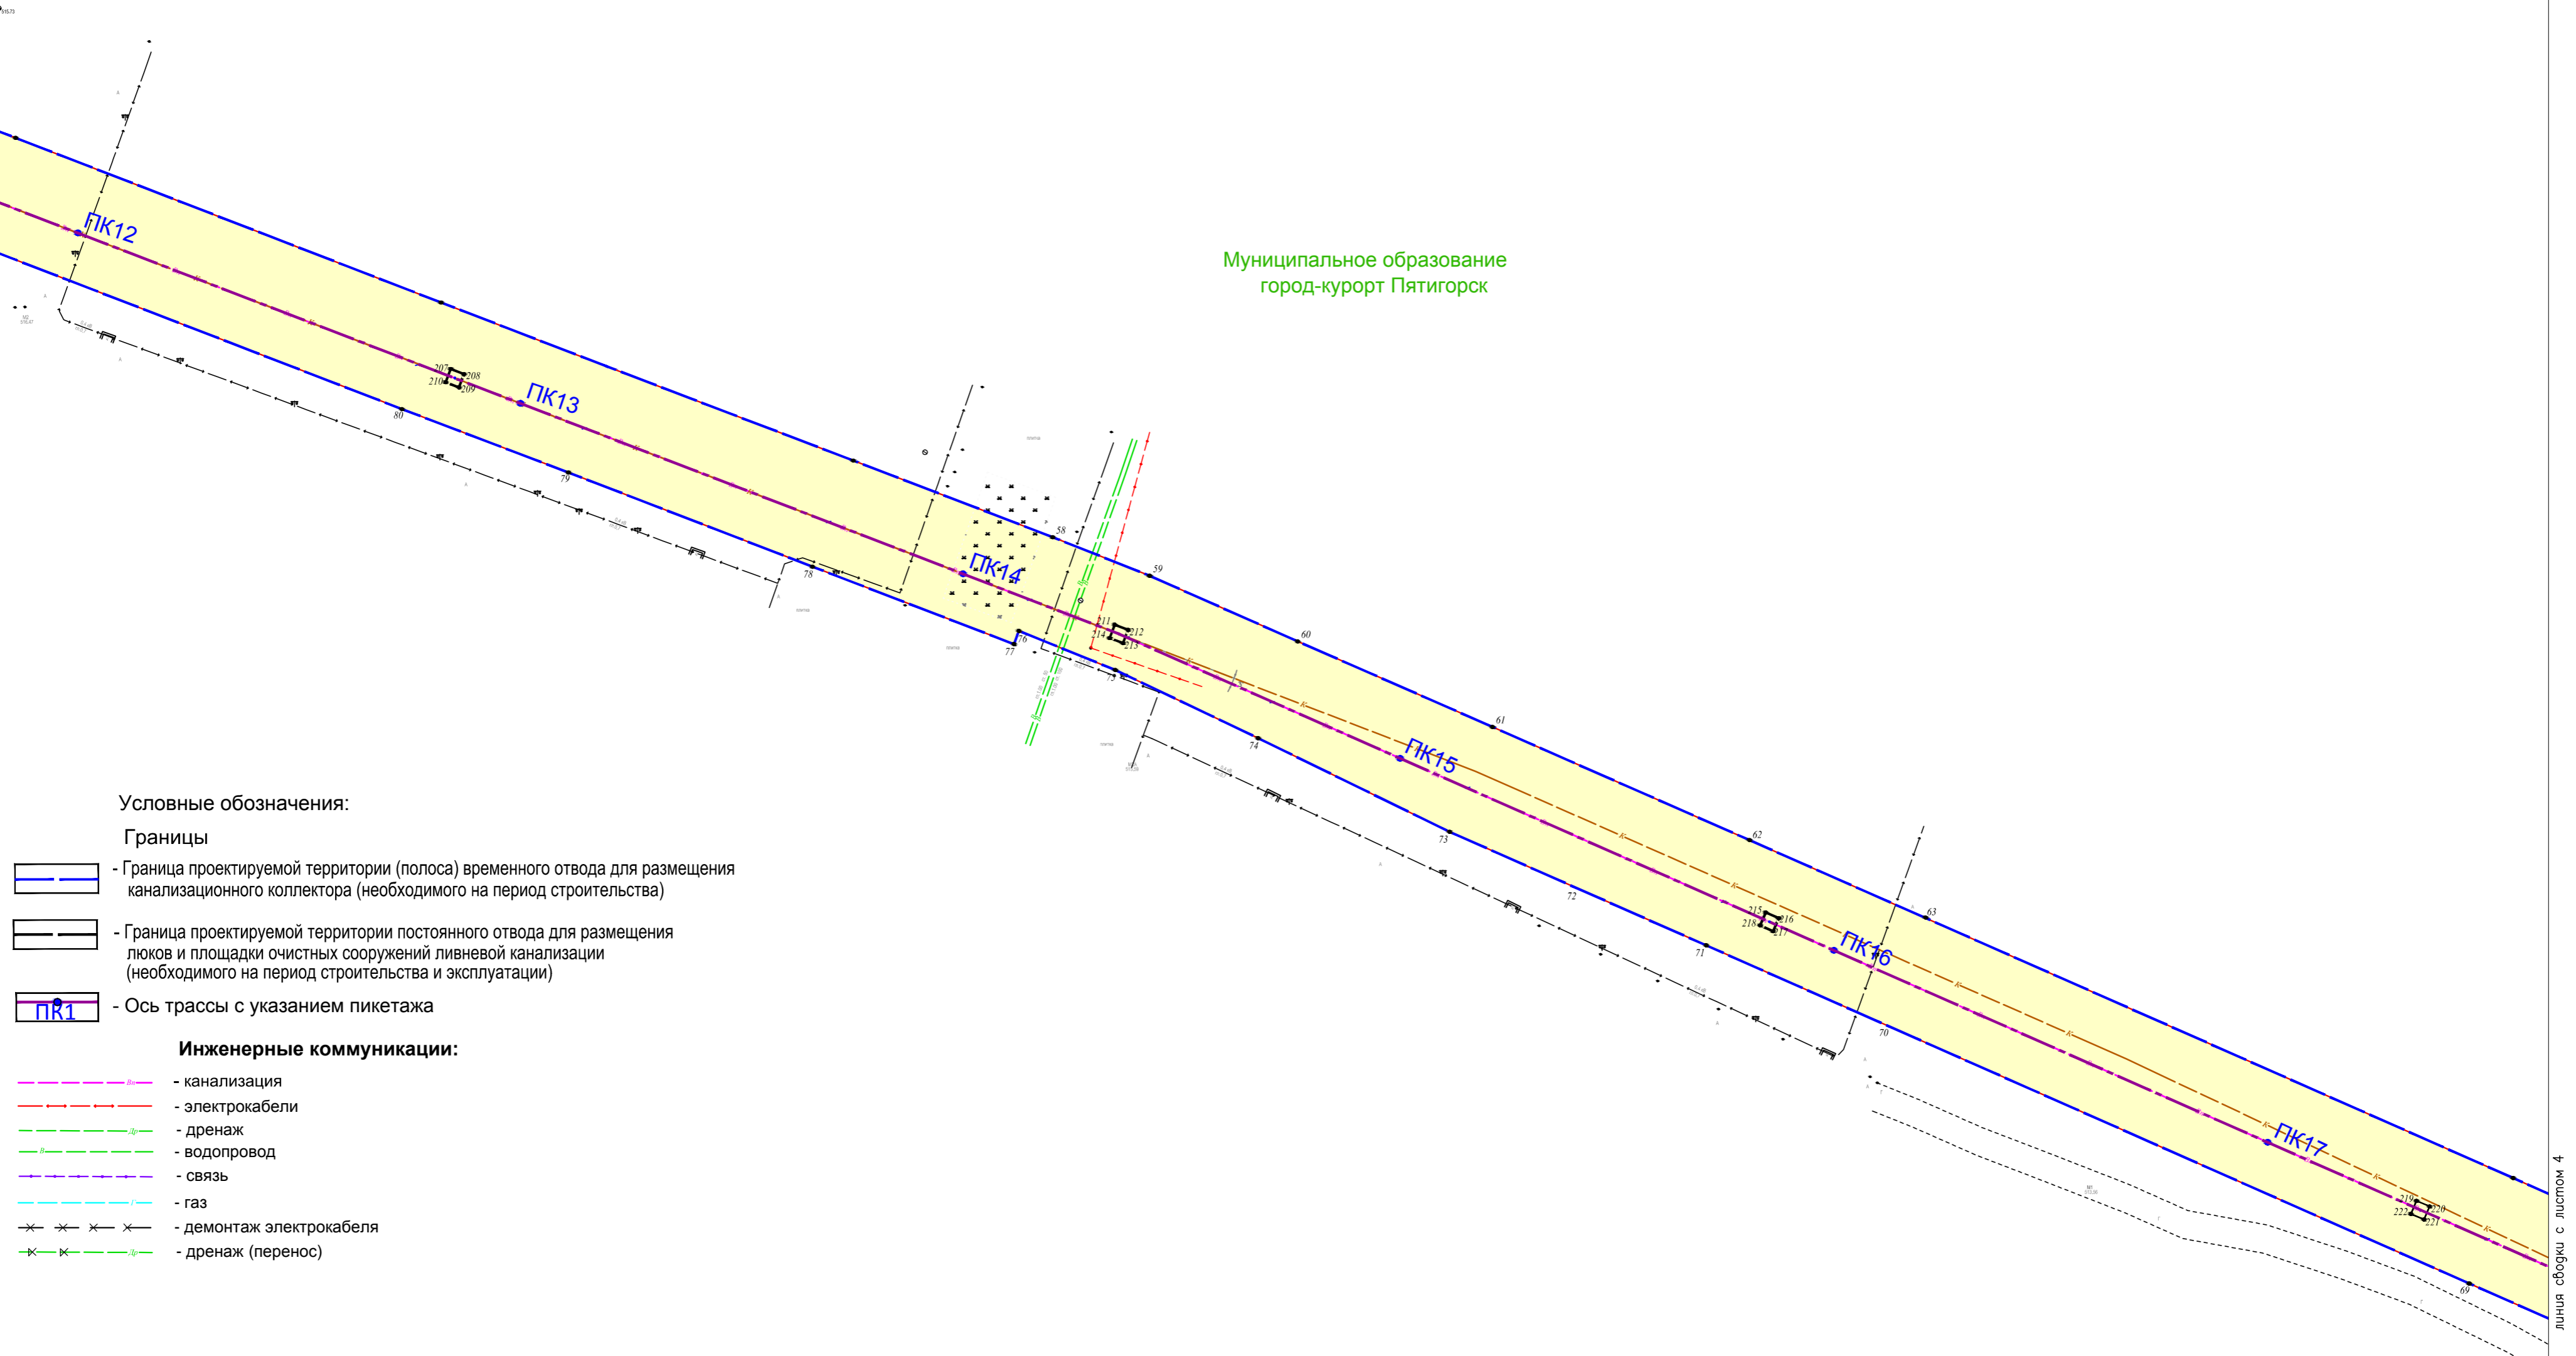 515.73
ПК12
Муниципальное образование
город-курорт Пятигорск
207
208
210
209
ПК13
80
79
58
ПК14
59
78
211
212
214
213
76
77
75
60
74
61
ПК15
73
62
72
215
216
218
217
63
71
ПК16
70
ПК17
219
220
222
221
69
Условные обозначения:
Границы
- Граница проектируемой территории (полоса) временного отвода для размещения
канализационного коллектора (необходимого на период строительства)
- Граница проектируемой территории постоянного отвода для размещения
люков и площадки очистных сооружений ливневой канализации
(необходимого на период строительства и эксплуатации)
ПК1 - Ось трассы с указанием пикетажа
Инженерные коммуникации:
- канализация
- электрокабели
Др - дренаж
В - водопровод
- связь
Г - газ
- демонтаж электрокабеля
Др - дренаж (перенос)
линия сводки с листом 4